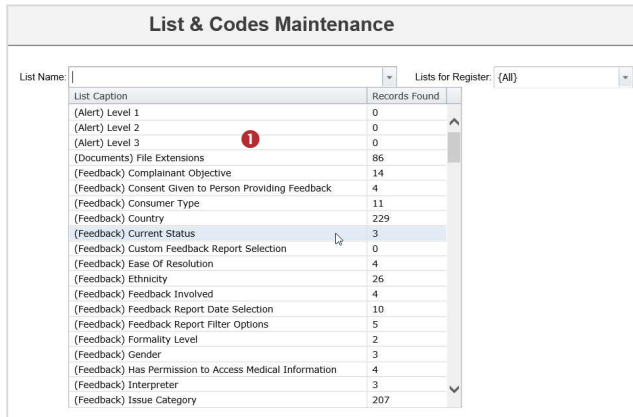 List & Codes Maintenance
List Name: Lists for Register: {All}
List Caption Records Found
(Alert) Level 1 0
(Alert) Level 2 0
(Alert) Level 3 0
1
(Documents) File Extensions 86
(Feedback) Complainant Objective 14
(Feedback) Consent Given to Person Providing Feedback 4
(Feedback) Consumer Type 11
(Feedback) Country 229
(Feedback) Current Status 3
(Feedback) Custom Feedback Report Selection 0
(Feedback) Ease Of Resolution 4
(Feedback) Ethnicity 26
(Feedback) Feedback Involved 4
(Feedback) Feedback Report Date Selection 10
(Feedback) Feedback Report Filter Options 5
(Feedback) Formality Level 2
(Feedback) Gender 3
(Feedback) Has Permission to Access Medical Information 4
(Feedback) Interpreter 3
(Feedback) Issue Category 207